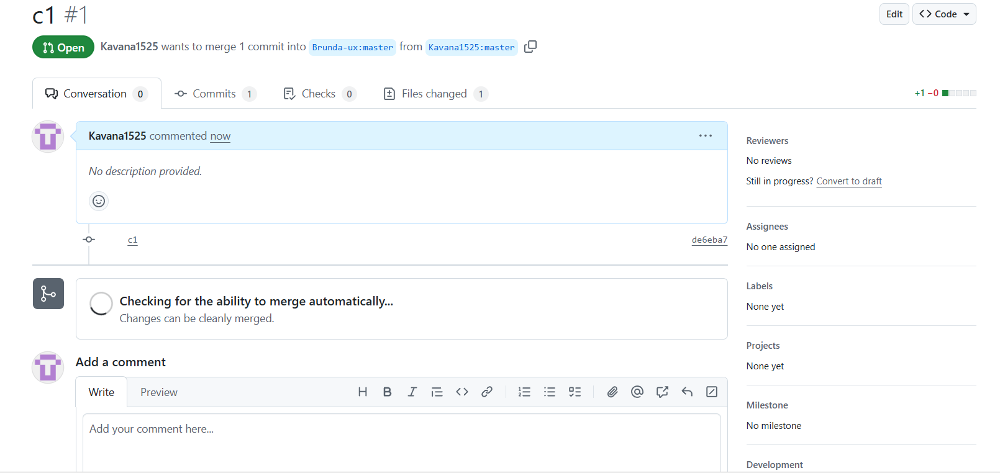 c1 #1
Edit
<> Code
Open
Kavana1525 wants to merge 1 commit into Brunda-ux:master from Kavana1525:master
Conversation 0
Commits 1
Checks 0
Files changed 1
+1 −0
Kavana1525 commented now
No description provided.
c1
de6eba7
Checking for the ability to merge automatically...
Changes can be cleanly merged.
Add a comment
Write
Preview
Add your comment here...
Reviewers
No reviews
Still in progress? Convert to draft
Assignees
No one assigned
Labels
None yet
Projects
None yet
Milestone
No milestone
Development